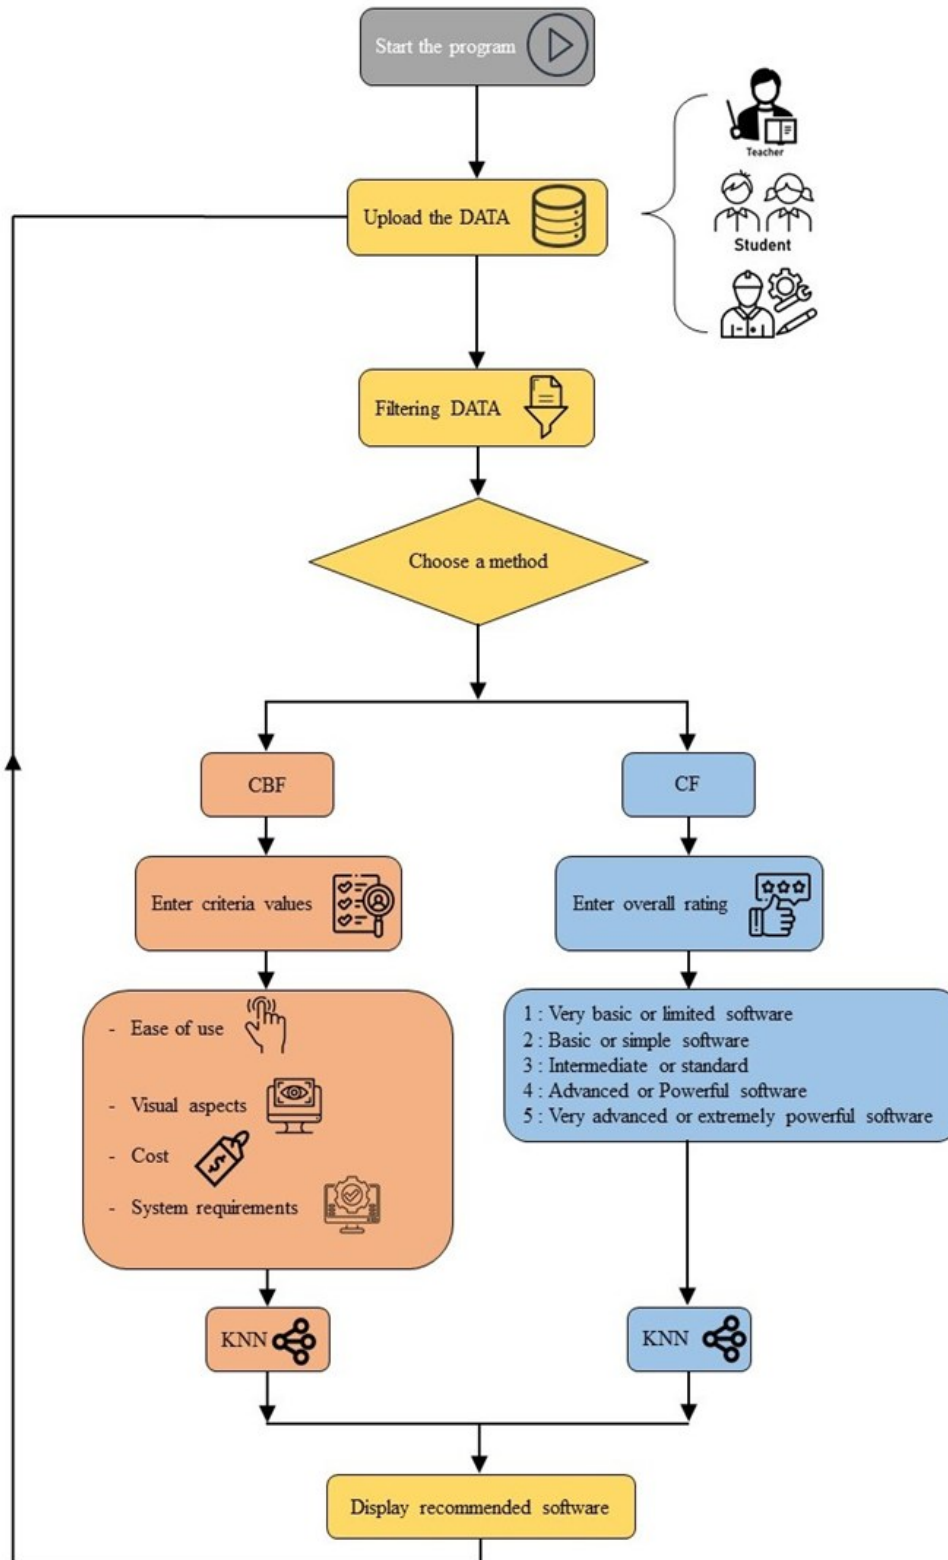 Start the program
Teacher
Upload the DATA
Student
Filtering DATA
Choose a method
CBF
CF
Enter criteria values
Enter overall rating
- Ease of use
- Visual aspects
- Cost
$
- System requirements
1 : Very basic or limited software
2 : Basic or simple software
3 : Intermediate or standard
4 : Advanced or Powerful software
5 : Very advanced or extremely powerful software
KNN
KNN
Display recommended software